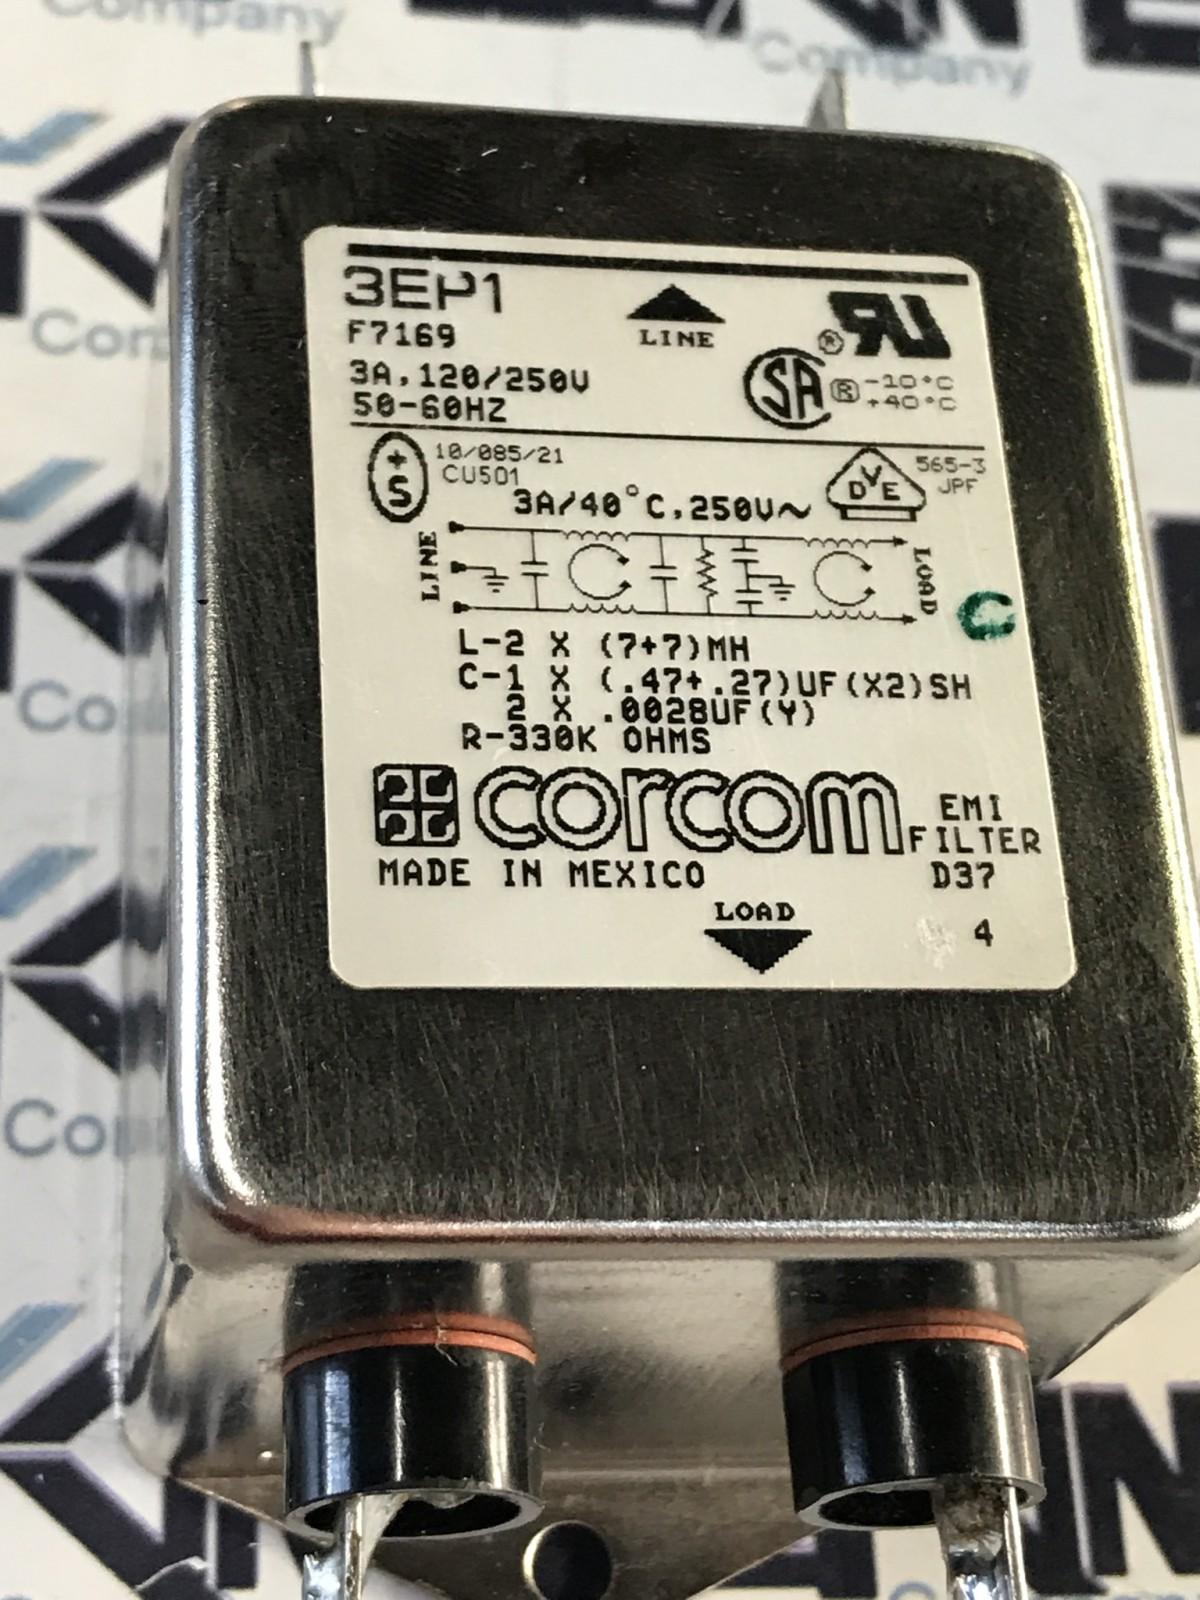 Company
Company
3EP1
F7169
3A,120/250V
50-60HZ
LINE
®
®
-10°C
+40°C
+S
10/085/21
CU501
DVE
565-3
JPF
3A/40°C,250V~
LINE
LOAD
C
L-2 X (7+7)MH
C-1 X (.47+.27)UF(X2)SH
2 X .0028UF(Y)
R-330K OHMS
corcom
EMI
FILTER
MADE IN MEXICO
D37
LOAD
4